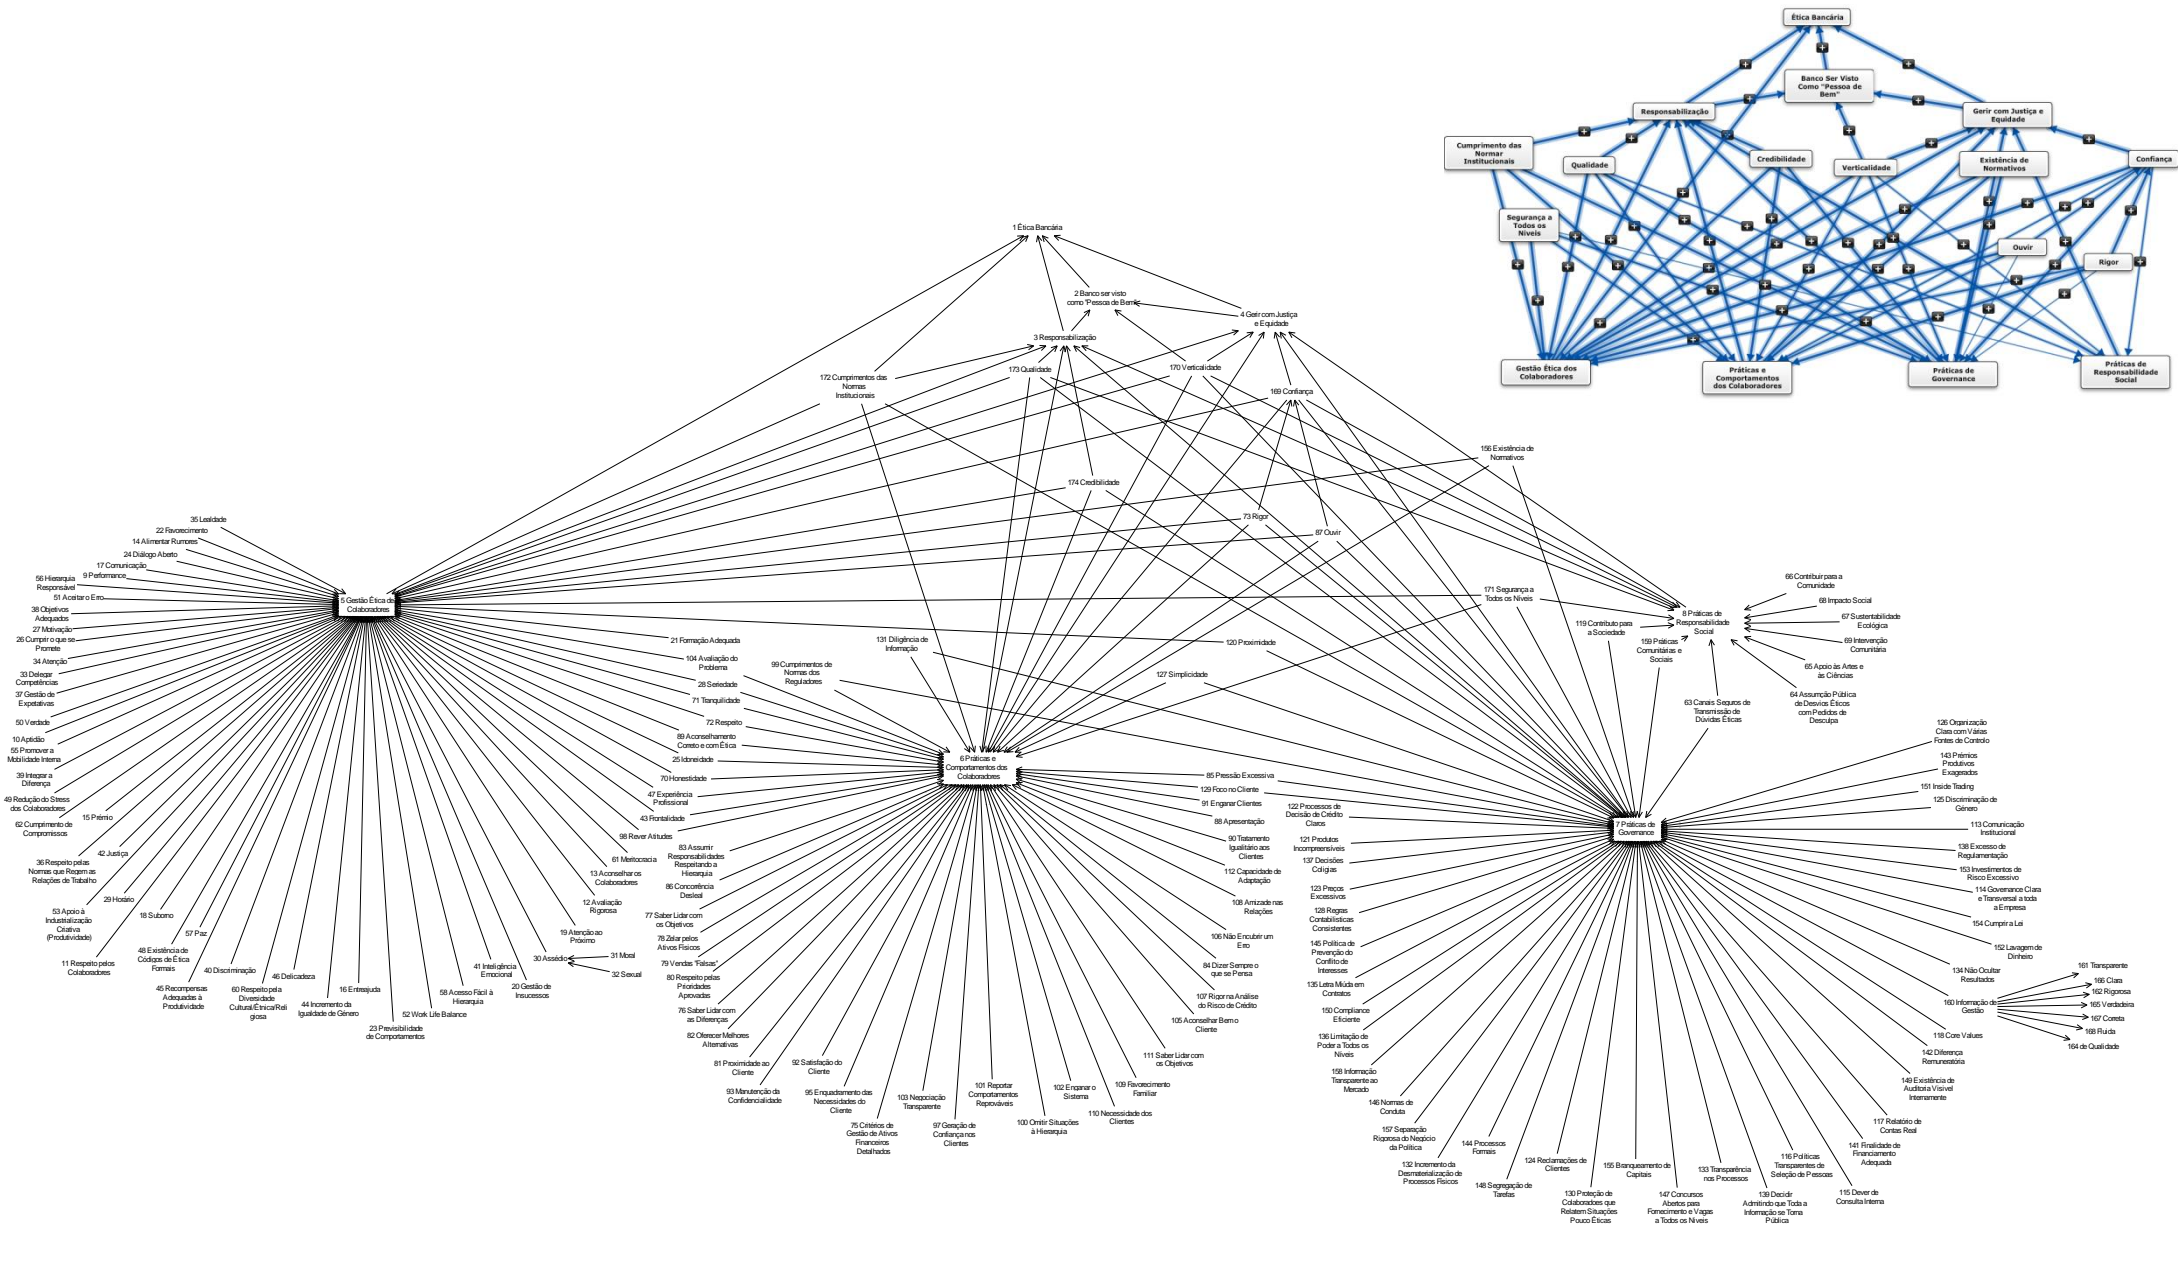 Ética Bancária
Banco Ser Visto
Como "Pessoa de
Bem"
Responsabilização
Gerir com Justiça e
Equidade
Cumprimento das
Normar
Institucionais
Qualidade
Credibilidade
Verticalidade
Existência de
Normativos
Confiança
Segurança a
Todos os
Níveis
Ouvir
Rigor
Gestão Ética dos
Colaboradores
Práticas e
Comportamentos
dos Colaboradores
Práticas de
Governance
Práticas de
Responsabilidade
Social
1 Ética Bancária
2 Banco ser visto
como "Pessoa de Bem"
4 Gerir com Justiça
e Equidade
3 Responsabilização
173 Qualidade
170 Verticalidade
172 Cumprimentos das
Normas
Institucionais
169 Confiança
156 Existência de
Normativos
174 Credibilidade
73 Rigor
87 Ouvir
171 Segurança a
Todos os Níveis
120 Proximidade
127 Simplicidade
131 Diligência de
Informação
99 Cumprimentos de
Normas dos
Reguladores
35 Lealdade
22 Favorecimento
14 Alimentar Rumores
24 Diálogo Aberto
17 Comunicação
9 Performance
56 Hierarquia
Responsável
51 Aceitar o Erro
38 Objetivos
Adequados
27 Motivação
26 Cumprir o que se
Promete
34 Atenção
33 Delegar
Competências
37 Gestão de
Expetativas
50 Verdade
10 Aptidão
55 Promover a
Mobilidade Interna
39 Integrar a
Diferença
49 Redução do Stress
dos Colaboradores
62 Cumprimento de
Compromissos
15 Prémio
42 Justiça
36 Respeito pelas
Normas que Regem as
Relações de Trabalho
29 Horário
53 Apoio à
Industrialização
Criativa
(Produtividade)
18 Suborno
57 Paz
11 Respeito pelos
Colaboradores
48 Existência de
Códigos de Ética
Formais
40 Discriminação
45 Recompensas
Adequadas à
Produtividade
60 Respeito pela
Diversidade
Cultural/Étnica/Reli
giosa
46 Delicadeza
44 Incremento da
Igualdade de Género
16 Entreajuda
23 Previsibilidade
de Comportamentos
52 Work Life Balance
58 Acesso Fácil à
Hierarquia
41 Inteligência
Emocional
20 Gestão de
Insucessos
30 Assédio
31 Moral
32 Sexual
19 Atenção ao
Próximo
12 Avaliação
Rigorosa
13 Aconselhar os
Colaboradores
61 Meritocracia
5 Gestão Ética de
Colaboradores
21 Formação Adequada
104 Avaliação do
Problema
28 Seriedade
71 Tranquilidade
72 Respeito
89 Aconselhamento
Correto e com Ética
25 Idoneidade
70 Honestidade
47 Experiência
Profissional
43 Frontalidade
98 Rever Atitudes
83 Assumir
Responsabilidades
Respeitando a
Hierarquia
86 Concorrência
Desleal
77 Saber Lidar com
os Objetivos
78 Zelar pelos
Ativos Físicos
79 Vendas "Falsas"
80 Respeito pelas
Prioridades
Aprovadas
76 Saber Lidar com
as Diferenças
82 Oferecer Melhores
Alternativas
81 Proximidade ao
Cliente
93 Manutenção da
Confidencialidade
92 Satisfação do
Cliente
95 Enquadramento das
Necessidades do
Cliente
75 Critérios de
Gestão de Ativos
Financeiros
Detalhados
103 Negociação
Transparente
97 Geração de
Confiança nos
Clientes
101 Reportar
Comportamentos
Reprováveis
100 Omitir Situações
à Hierarquia
102 Enganar o
Sistema
110 Necessidade dos
Clientes
109 Favorecimento
Familiar
111 Saber Lidar com
os Objetivos
105 Aconselhar Bem o
Cliente
107 Rigor na Análise
do Risco de Crédito
84 Dizer Sempre o
que se Pensa
106 Não Encubrir um
Erro
108 Amizade nas
Relações
112 Capacidade de
Adaptação
90 Tratamento
Igualitário aos
Clientes
88 Apresentação
91 Enganar Clientes
129 Foco no Cliente
85 Pressão Excessiva
6 Práticas e
Comportamentos dos
Colaboradores
8 Práticas de
Responsabilidade
Social
119 Contributo para
a Sociedade
159 Práticas
Comunitárias e
Sociais
63 Canais Seguros de
Transmissão de
Dúvidas Éticas
66 Contribuir para a
Comunidade
68 Impacto Social
67 Sustentabilidade
Ecológica
69 Intervenção
Comunitária
65 Apoio às Artes e
às Ciências
64 Assumção Pública
de Desvios Éticos
com Pedidos de
Desculpa
7 Práticas de
Governance
122 Processos de
Decisão de Crédito
Claros
121 Produtos
Incompreensíveis
137 Decisões
Coligias
123 Preços
Excessivos
128 Regras
Contabilísticas
Consistentes
145 Política de
Prevenção do
Conflito de
Interesses
135 Letra Miúda em
Contratos
150 Compliance
Eficiente
136 Limitação de
Poder a Todos os
Níveis
158 Informação
Transparente ao
Mercado
146 Normas de
Conduta
157 Separação
Rigorosa do Negócio
da Política
132 Incremento da
Desmaterialização de
Processos Físicos
144 Processos
Formais
148 Segregação de
Tarefas
124 Reclamações de
Clientes
130 Proteção de
Colaboradoes que
Relatem Situações
Pouco Éticas
155 Branqueamento de
Capitais
147 Concursos
Abertos para
Fornecimento e Vagas
a Todos os Níveis
133 Transparência
nos Processos
139 Decidir
Admitindo que Toda a
Informação se Torna
Pública
116 Políticas
Transparentes de
Seleção de Pessoas
115 Dever de
Consulta Interna
141 Finalidade de
Financiamento
Adequada
117 Relatório de
Contas Real
149 Existência de
Auditoria Visível
Internamente
142 Diferença
Remuneratória
118 Core Values
160 Informação de
Gestão
161 Transparente
166 Clara
162 Rigorosa
165 Verdadeira
167 Correta
168 Fluida
164 de Qualidade
134 Não Ocultar
Resultados
152 Lavagem de
Dinheiro
154 Cumprir a Lei
114 Governance Clara
e Transversal a toda
a Empresa
153 Investimentos de
Risco Excessivo
138 Excesso de
Regulamentação
113 Comunicação
Institucional
125 Discriminação de
Género
151 Inside Trading
143 Prémios
Produtivos
Exagerados
126 Organização
Clara com Várias
Fontes de Controlo